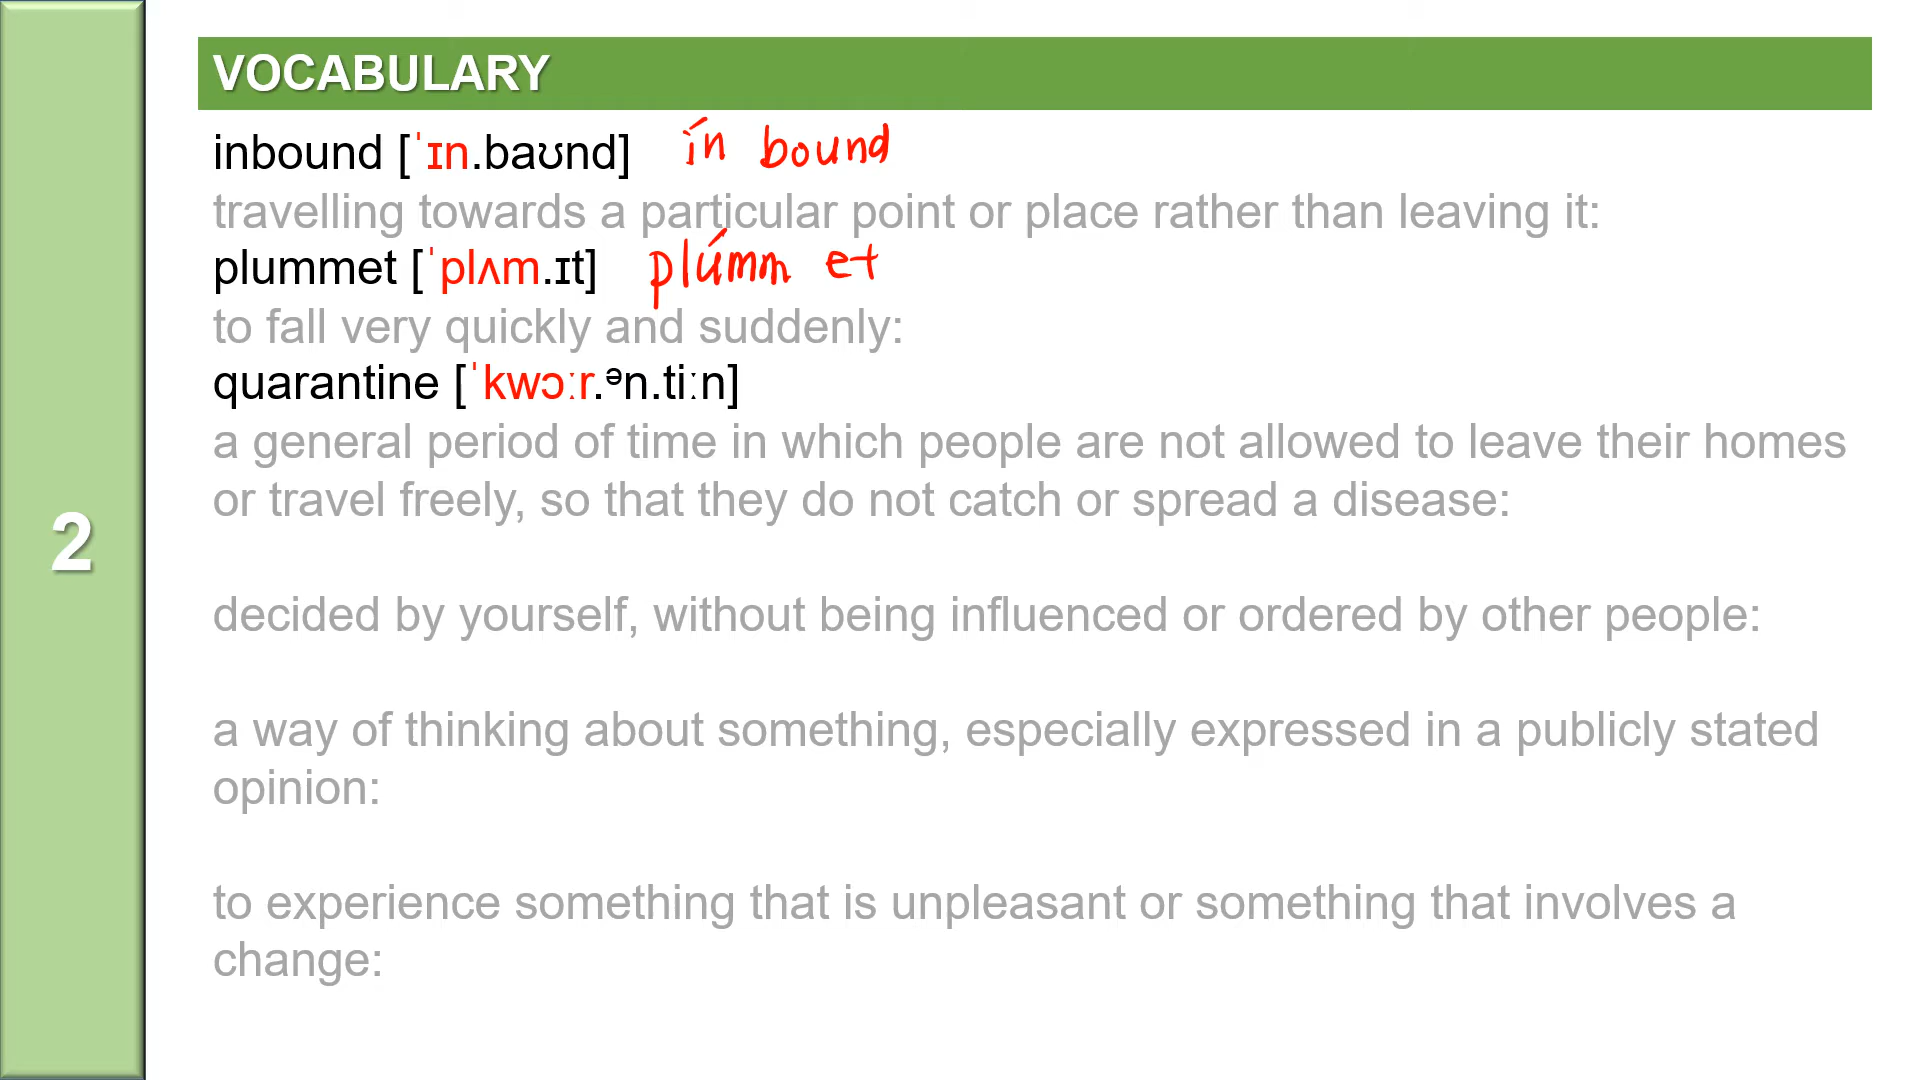 VOCABULARY
inbound [ˈɪn.baʊnd] ín bound
travelling towards a particular point or place rather than leaving it:
plummet [ˈplʌm.ɪt] plúmm et
to fall very quickly and suddenly:
quarantine [ˈkwɔːr.ᵊn.tiːn]
a general period of time in which people are not allowed to leave their homes
or travel freely, so that they do not catch or spread a disease:
2
decided by yourself, without being influenced or ordered by other people:
a way of thinking about something, especially expressed in a publicly stated
opinion:
to experience something that is unpleasant or something that involves a
change: